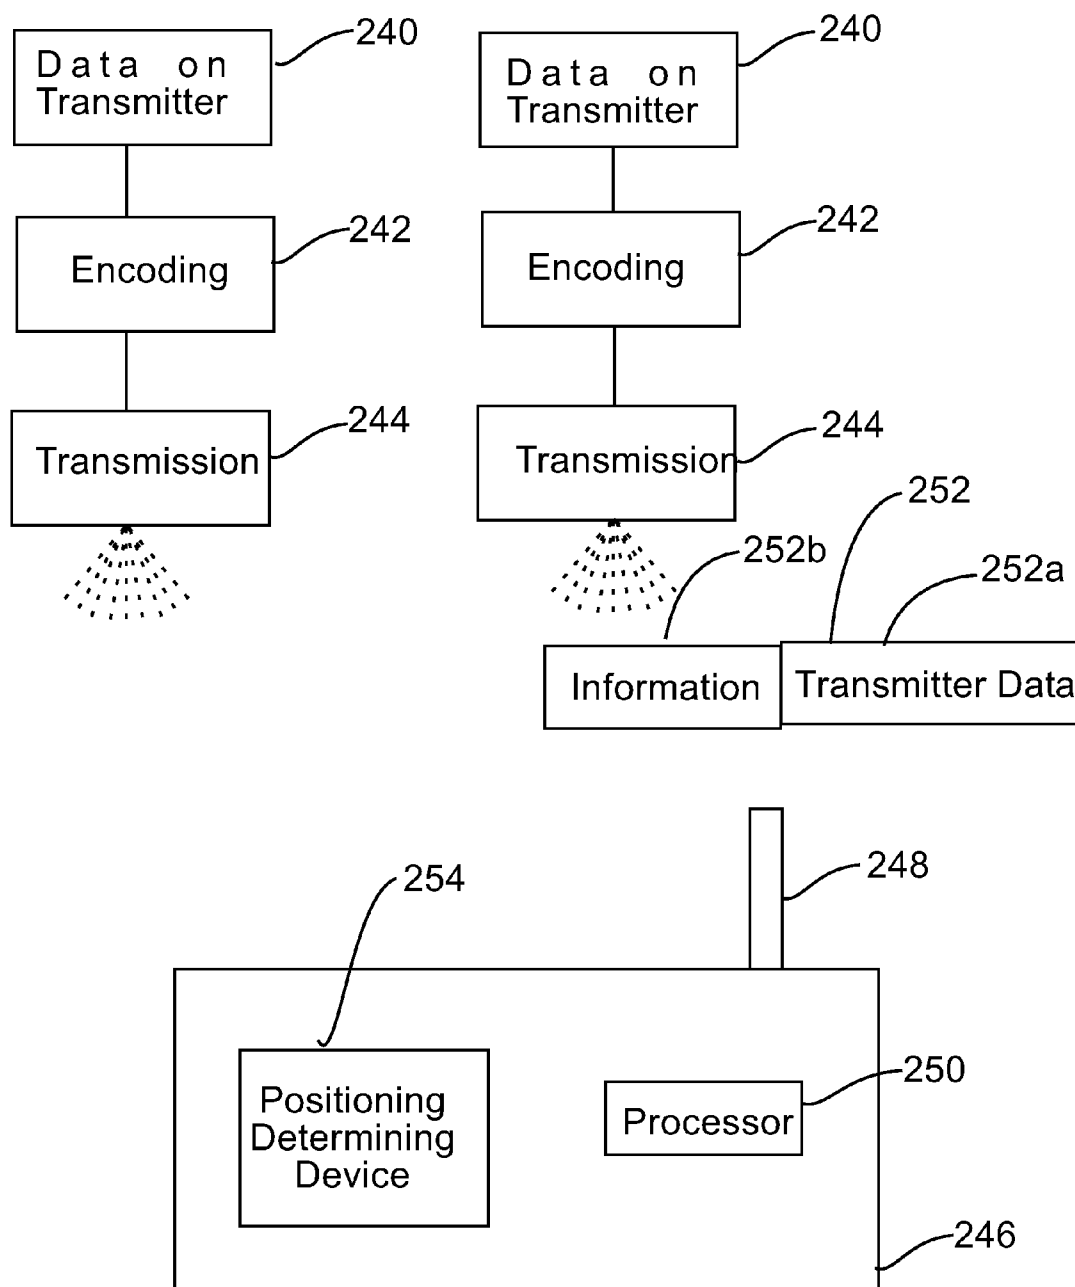 240
Data on
Transmitter
240
Data on
Transmitter
242
Encoding
242
Encoding
244
Transmission
244
Transmission
252
252b
252a
Information
Transmitter Data
248
254
250
Positioning
Determining
Device
Processor
246